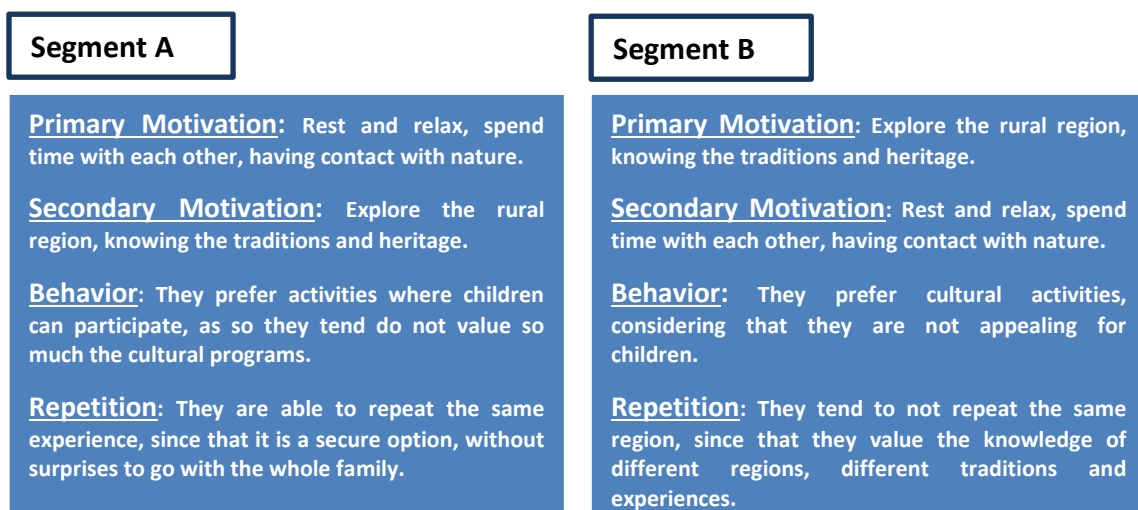 Segment A
Primary Motivation: Rest and relax, spend
time with each other, having contact with nature.
Secondary Motivation: Explore the rural
region, knowing the traditions and heritage.
Behavior: They prefer activities where children
can participate, as so they tend do not value so
much the cultural programs.
Repetition: They are able to repeat the same
experience, since that it is a secure option, without
surprises to go with the whole family.
Segment B
Primary Motivation: Explore the rural region,
knowing the traditions and heritage.
Secondary Motivation: Rest and relax, spend
time with each other, having contact with nature.
Behavior: They prefer cultural activities,
considering that they are not appealing for
children.
Repetition: They tend to not repeat the same
region, since that they value the knowledge of
different regions, different traditions and
experiences.